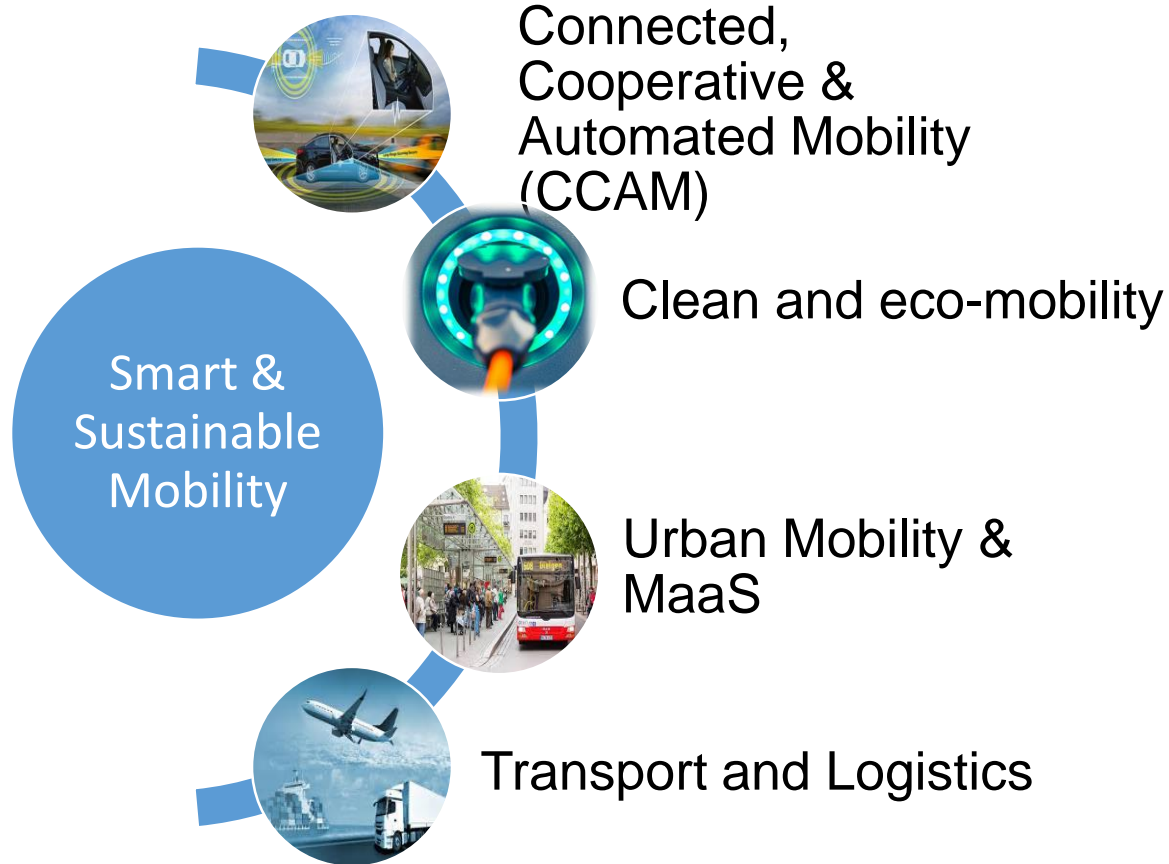 Connected,
Cooperative &
Automated Mobility
(CCAM)
Clean and eco-mobility
Smart &
Sustainable
Mobility
Urban Mobility &
MaaS
Transport and Logistics